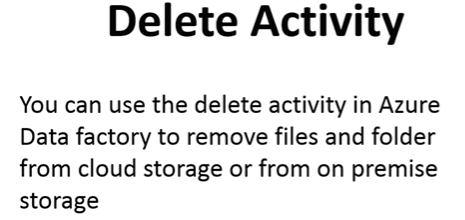 Delete Activity
You can use the delete activity in Azure
Data factory to remove files and folder
from cloud storage or from on premise
storage